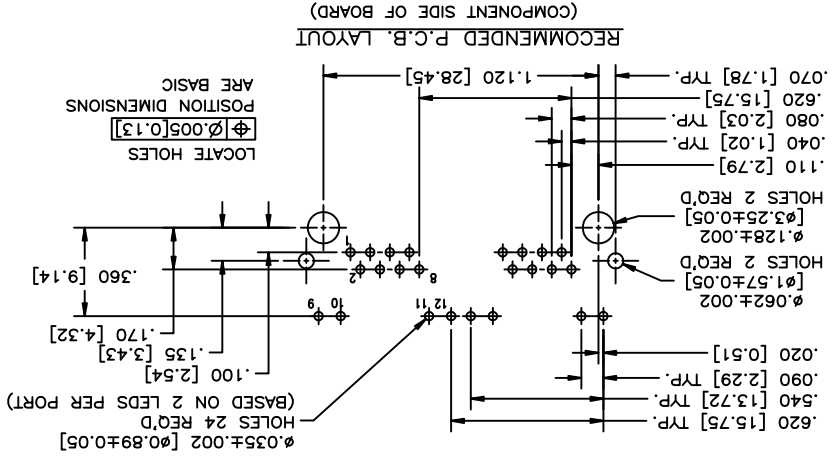 .620 [15.75] TYP.
.540 [13.72] TYP.
.090 [2.29] TYP.
.020 [0.51]
ø.035±.002 [ø0.89±0.05]
HOLES 24 REQ'D
(BASED ON 2 LEDS PER PORT)
.100 [2.54]
.135 [3.43]
.170 [4.32]
.360 [9.14]
12 11
10 9
8
2
1
ø.062±.002
[ø1.57±0.05]
HOLES 2 REQ'D
ø.128±.002
[ø3.25±0.05]
HOLES 2 REQ'D
.110 [2.79]
.040 [1.02] TYP.
.080 [2.03] TYP.
.620 [15.75]
.070 [1.78] TYP.
1.120 [28.45]
LOCATE HOLES
⌖ Ø.005[0.13]
POSITION DIMENSIONS
ARE BASIC
RECOMMENDED P.C.B. LAYOUT
(COMPONENT SIDE OF BOARD)